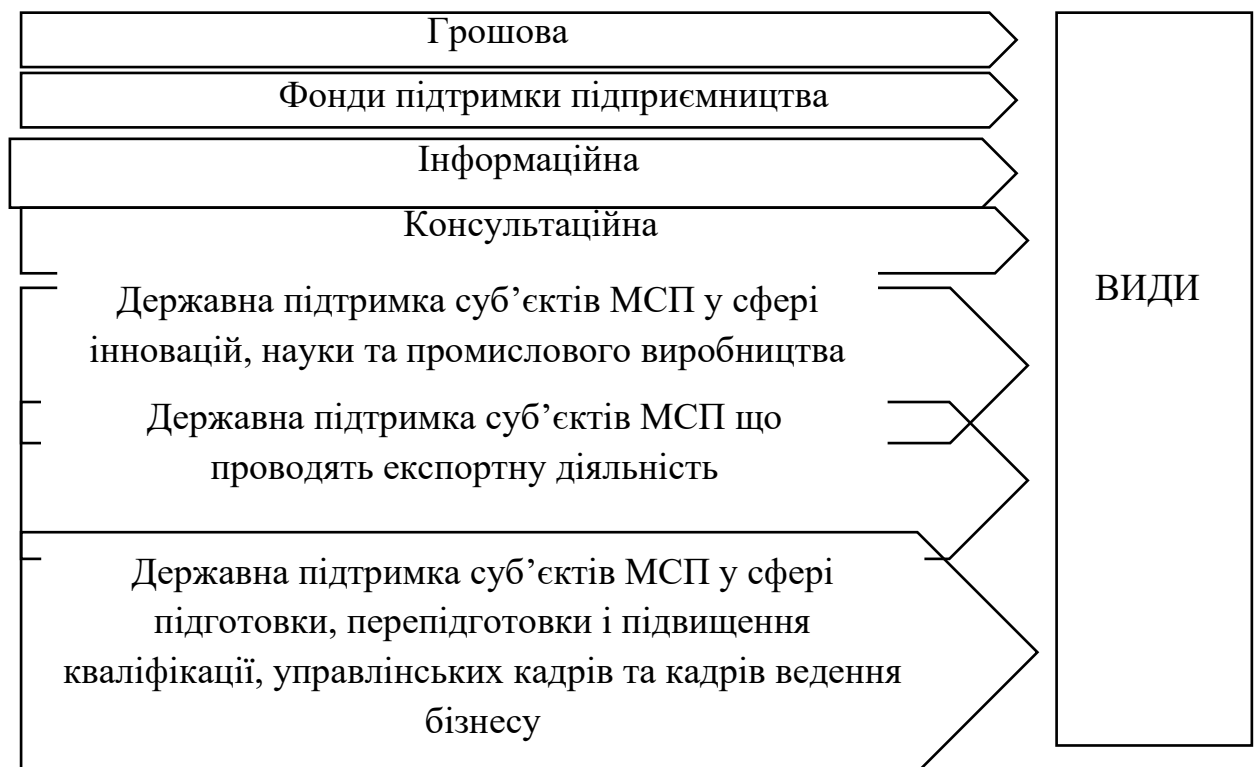 Грошова
Фонди підтримки підприємництва
Інформаційна
Консультаційна
Державна підтримка суб’єктів МСП у сфері
інновацій, науки та промислового виробництва
Державна підтримка суб’єктів МСП що
проводять експортну діяльність
Державна підтримка суб’єктів МСП у сфері
підготовки, перепідготовки і підвищення
кваліфікації, управлінських кадрів та кадрів ведення
бізнесу
ВИДИ